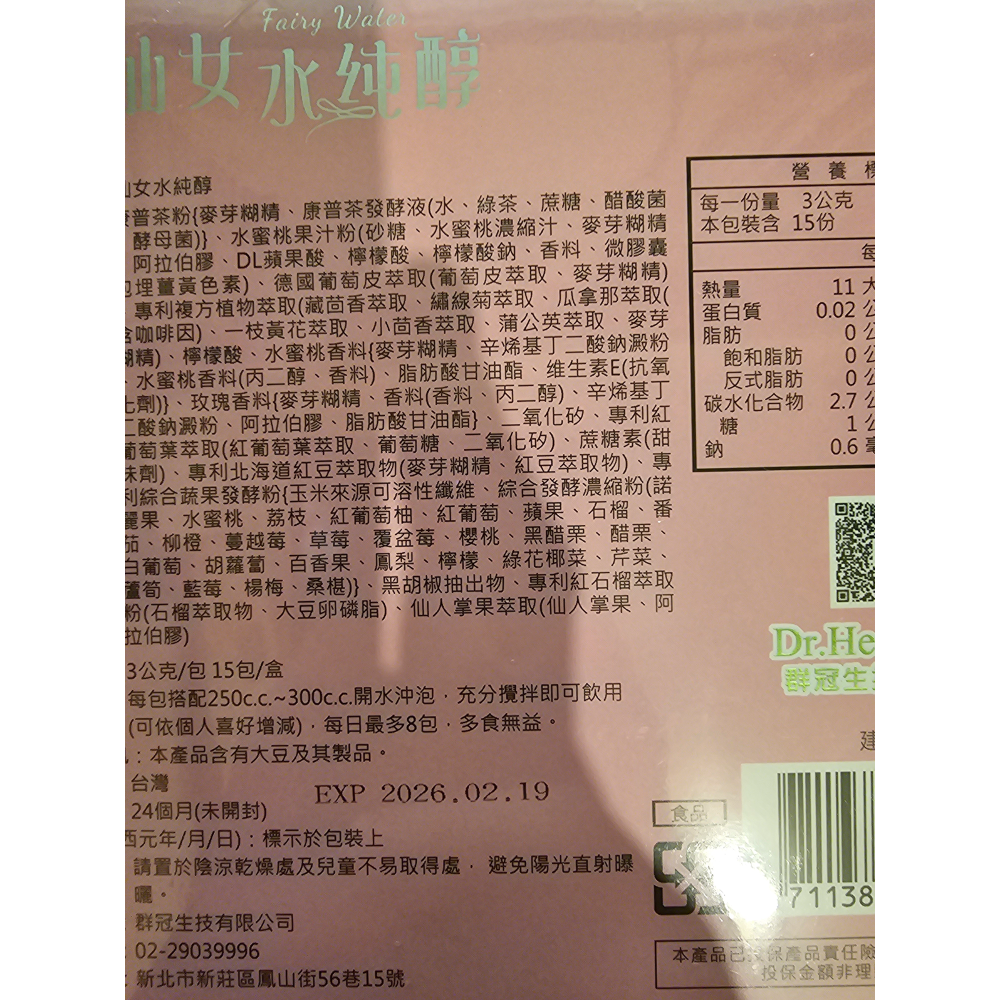 Fairy Water
仙女水純醇
仙女水純醇
康普茶粉{麥芽糊精、康普茶發酵液(水、綠茶、蔗糖、醋酸菌
酵母菌)}、水蜜桃果汁粉(砂糖、水蜜桃濃縮汁、麥芽糊精
阿拉伯膠、DL蘋果酸、檸檬酸、檸檬酸鈉、香料、微膠囊
包埋薑黃色素)、德國葡萄皮萃取(葡萄皮萃取、麥芽糊精)
專利複方植物萃取(藏茴香萃取、繡線菊萃取、瓜拿那萃取(
含咖啡因)、一枝黃花萃取、小茴香萃取、蒲公英萃取、麥芽
糊精)、檸檬酸、水蜜桃香料{麥芽糊精、辛烯基丁二酸鈉澱粉
、水蜜桃香料(丙二醇、香料)、脂肪酸甘油酯、維生素E(抗氧
化劑)}、玫瑰香料{麥芽糊精、香料(香料、丙二醇)、辛烯基丁
二酸鈉澱粉、阿拉伯膠、脂肪酸甘油酯}、二氧化矽、專利紅
葡萄葉萃取(紅葡萄葉萃取、葡萄糖、二氧化矽)、蔗糖素(甜
味劑)、專利北海道紅豆萃取物(麥芽糊精、紅豆萃取物)、專
利綜合蔬果發酵粉{玉米來源可溶性纖維、綜合發酵濃縮粉(諾
麗果、水蜜桃、荔枝、紅葡萄柚、紅葡萄、蘋果、石榴、番
茄、柳橙、蔓越莓、草莓、覆盆莓、櫻桃、黑醋栗、醋栗、
白葡萄、胡蘿蔔、百香果、鳳梨、檸檬、綠花椰菜、芹菜、
蘆筍、藍莓、楊梅、桑椹)}、黑胡椒抽出物、專利紅石榴萃取
粉(石榴萃取物、大豆卵磷脂)、仙人掌果萃取(仙人掌果、阿
拉伯膠)
3公克/包 15包/盒
每包搭配250c.c.~300c.c.開水沖泡，充分攪拌即可飲用
(可依個人喜好增減)，每日最多8包，多食無益。
：本產品含有大豆及其製品。
台灣
24個月(未開封)
西元年/月/日)：標示於包裝上
EXP 2026.02.19
請置於陰涼乾燥處及兒童不易取得處，避免陽光直射曝
曬。
群冠生技有限公司
02-29039996
：新北市新莊區鳳山街56巷15號
營養標
每一份量 3公克
本包裝含 15份
每
熱量 11 大
蛋白質 0.02 公
脂肪 0 公
飽和脂肪 0 公
反式脂肪 0 公
碳水化合物 2.7 公
糖 1 公
鈉 0.6 毫
Dr.He
群冠生技
建
食品
71138
本產品已投保產品責任險
投保金額非理